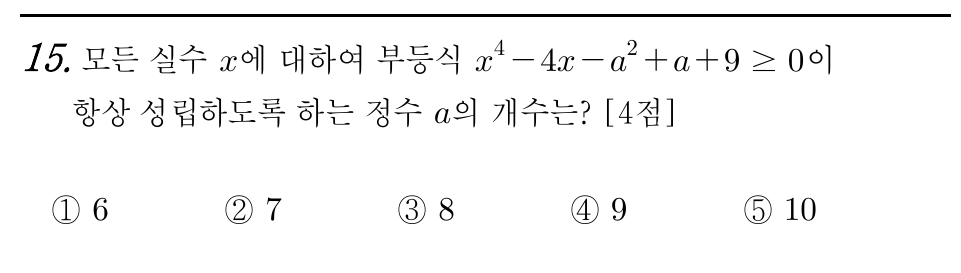 15. 모든 실수 x에 대하여 부등식 x⁴－4x－a²＋a＋9 ≥ 0이
항상 성립하도록 하는 정수 a의 개수는? [4점]
① 6 ② 7 ③ 8 ④ 9 ⑤ 10